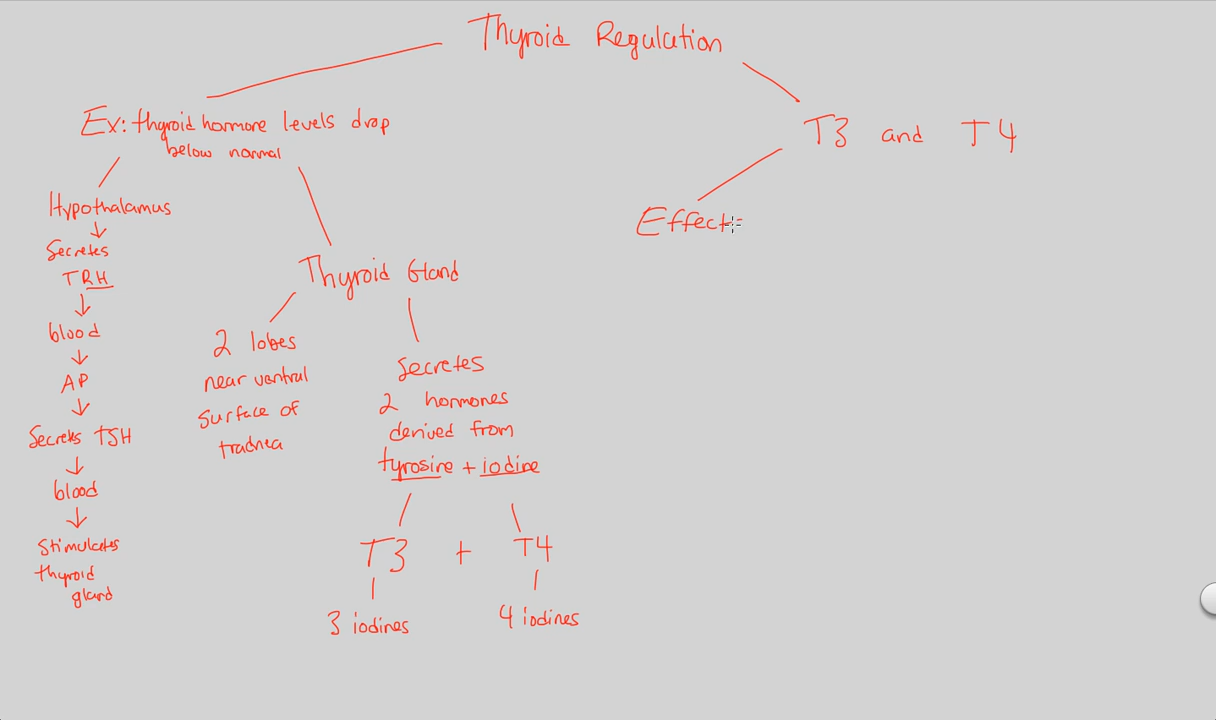 Thyroid Regulation
Ex: thyroid hormone levels drop
below normal
Hypothalamus
↓
Secretes
TRH
↓
blood
↓
AP
↓
Secretes TSH
↓
blood
↓
Stimulates
thyroid
gland
Thyroid Gland
2 lobes
near ventral
surface of
trachea
Secretes
2 hormones
derived from
tyrosine + iodine
T3 + T4
3 iodines
4 iodines
T3 and T4
Effects